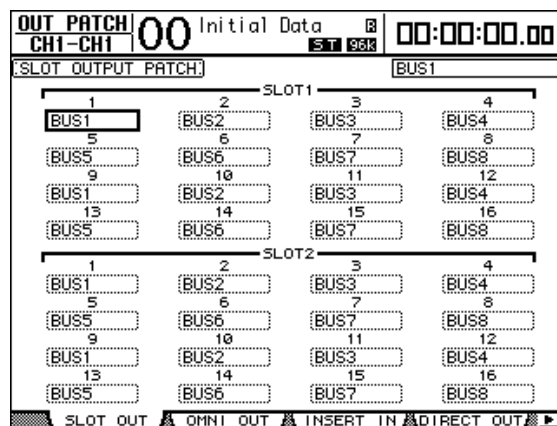 OUT PATCH
CH1-CH1
00
Initial Data
R
ST 96k
00:00:00.00
SLOT OUTPUT PATCH
BUS1
SLOT1
1 2 3 4
BUS1 BUS2 BUS3 BUS4
5 6 7 8
BUS5 BUS6 BUS7 BUS8
9 10 11 12
BUS1 BUS2 BUS3 BUS4
13 14 15 16
BUS5 BUS6 BUS7 BUS8
SLOT2
1 2 3 4
BUS1 BUS2 BUS3 BUS4
5 6 7 8
BUS5 BUS6 BUS7 BUS8
9 10 11 12
BUS1 BUS2 BUS3 BUS4
13 14 15 16
BUS5 BUS6 BUS7 BUS8
SLOT OUT OMNI OUT INSERT IN DIRECT OUT